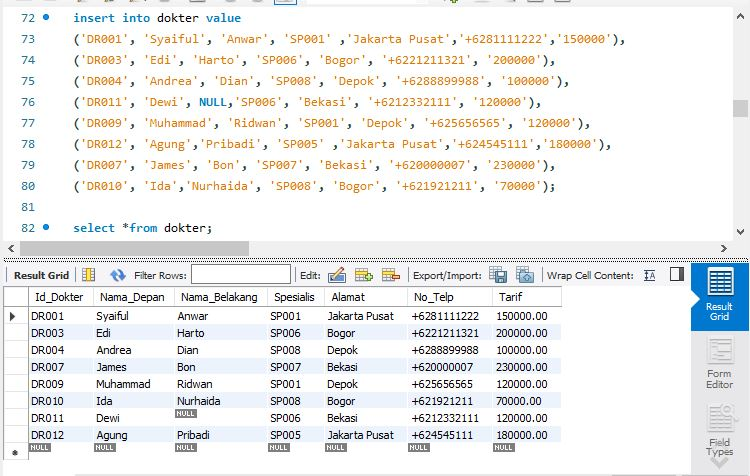 72 insert into dokter value
73 ('DR001', 'Syaiful', 'Anwar', 'SP001' ,'Jakarta Pusat','+6281111222','150000'),
74 ('DR003', 'Edi', 'Harto', 'SP006', 'Bogor', '+6221211321', '200000'),
75 ('DR004', 'Andrea', 'Dian', 'SP008', 'Depok', '+6288899988', '100000'),
76 ('DR011', 'Dewi', NULL,'SP006', 'Bekasi', '+6212332111', '120000'),
77 ('DR009', 'Muhammad', 'Ridwan', 'SP001', 'Depok', '+625656565', '120000'),
78 ('DR012', 'Agung','Pribadi', 'SP005' ,'Jakarta Pusat','+624545111','180000'),
79 ('DR007', 'James', 'Bon', 'SP007', 'Bekasi', '+620000007', '230000'),
80 ('DR010', 'Ida','Nurhaida', 'SP008', 'Bogor', '+621921211', '70000');
81
82 select *from dokter;
Result Grid Filter Rows: Edit: Export/Import: Wrap Cell Content:
Id_Dokter Nama_Depan Nama_Belakang Spesialis Alamat No_Telp Tarif
DR001 Syaiful Anwar SP001 Jakarta Pusat +6281111222 150000.00
DR003 Edi Harto SP006 Bogor +6221211321 200000.00
DR004 Andrea Dian SP008 Depok +6288899988 100000.00
DR007 James Bon SP007 Bekasi +620000007 230000.00
DR009 Muhammad Ridwan SP001 Depok +625656565 120000.00
DR010 Ida Nurhaida SP008 Bogor +621921211 70000.00
DR011 Dewi NULL SP006 Bekasi +6212332111 120000.00
DR012 Agung Pribadi SP005 Jakarta Pusat +624545111 180000.00
NULL NULL NULL NULL NULL NULL NULL
Result
Grid
Form
Editor
Field
Types